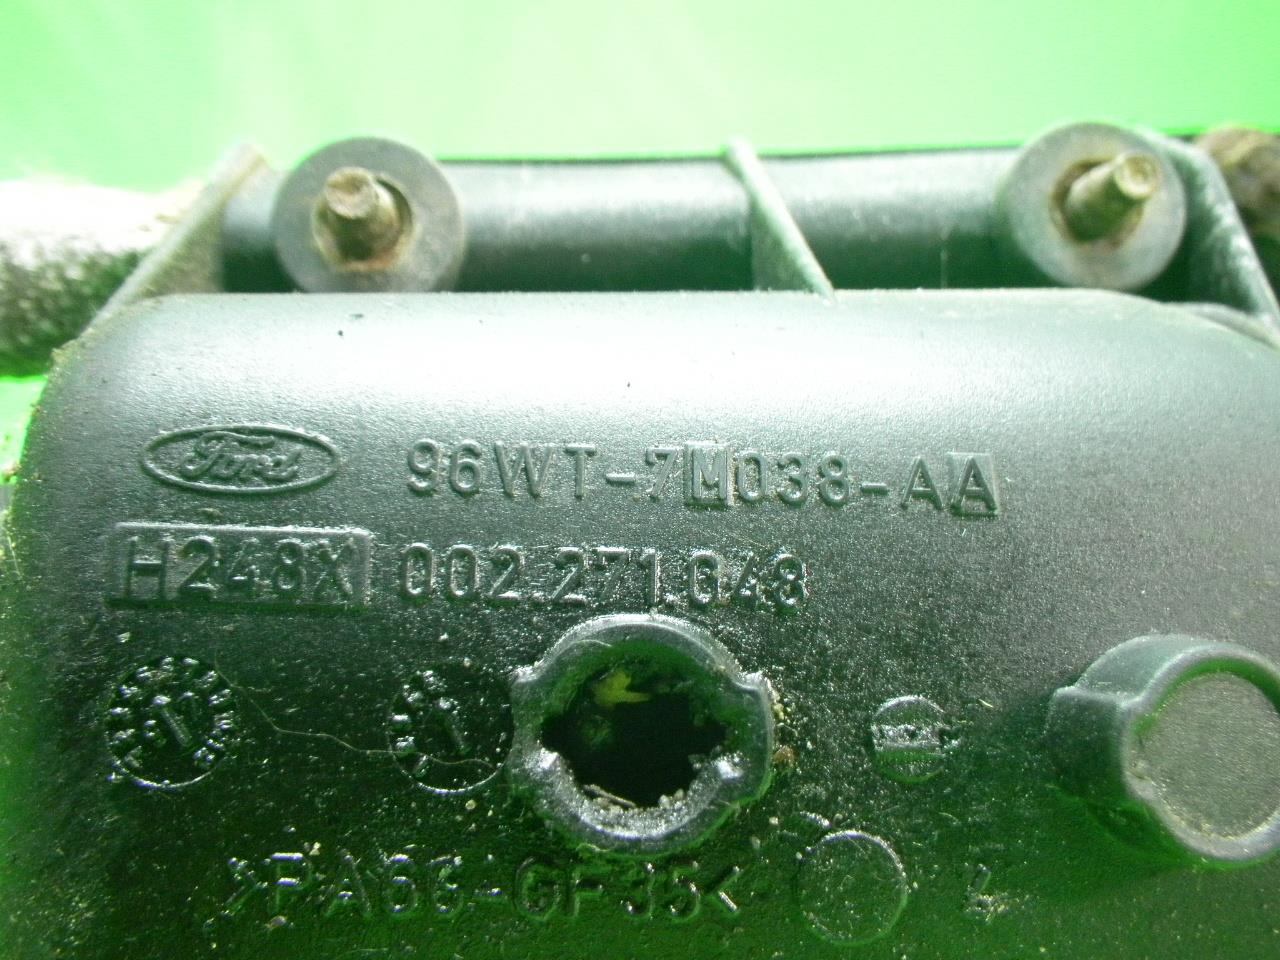 Ford 96WT-7M038-AA
H248X 002 271 048
>PA66-GF35<